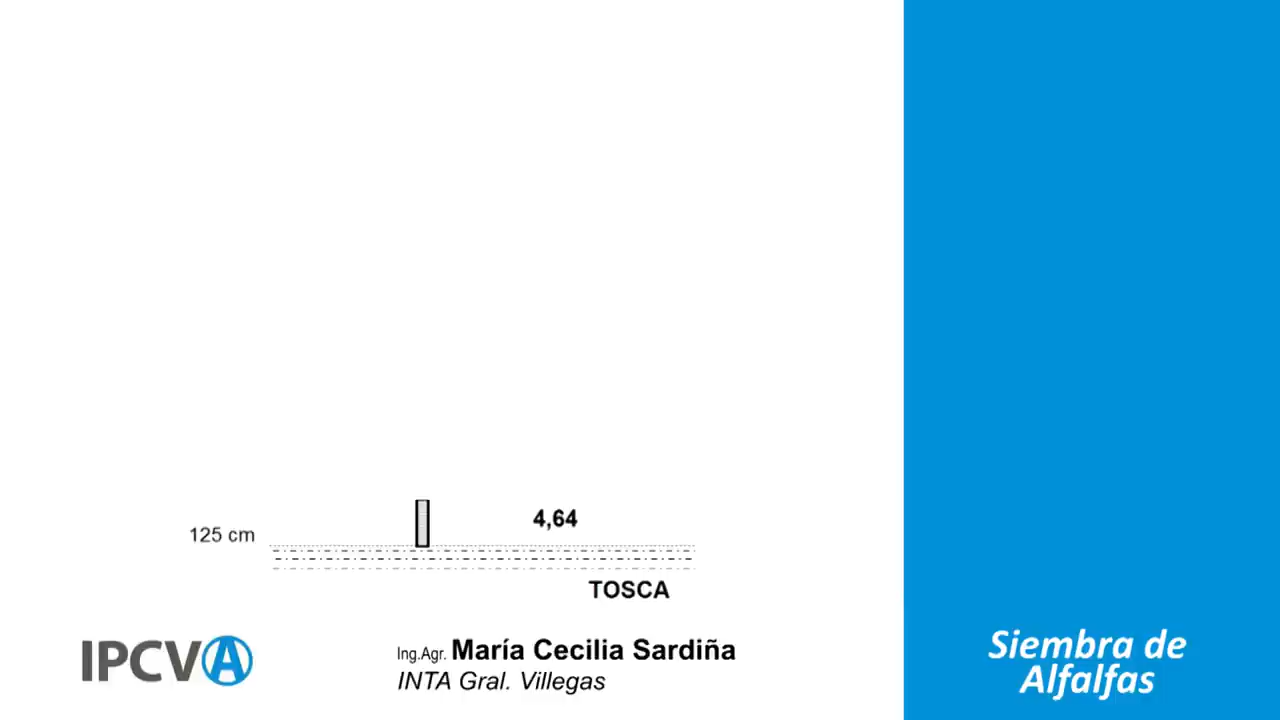 4,64
125 cm
TOSCA
IPCVA
Ing.Agr. María Cecilia Sardiña
INTA Gral. Villegas
Siembra de
Alfalfas